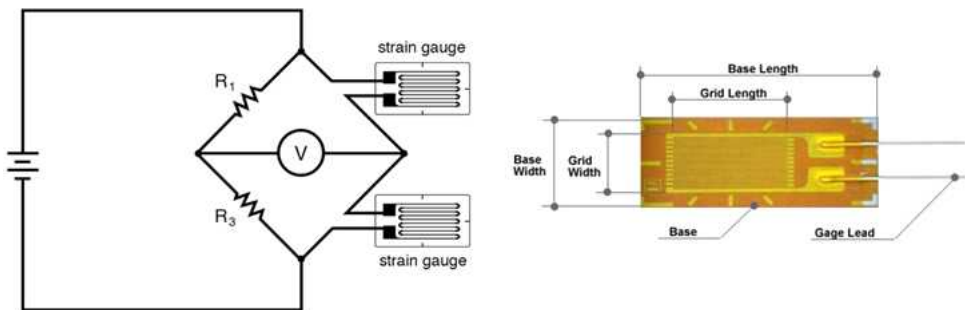 strain gauge
R1
V
R3
strain gauge
Base Length
Grid Length
Base
Width
Grid
Width
Base
Gage Lead